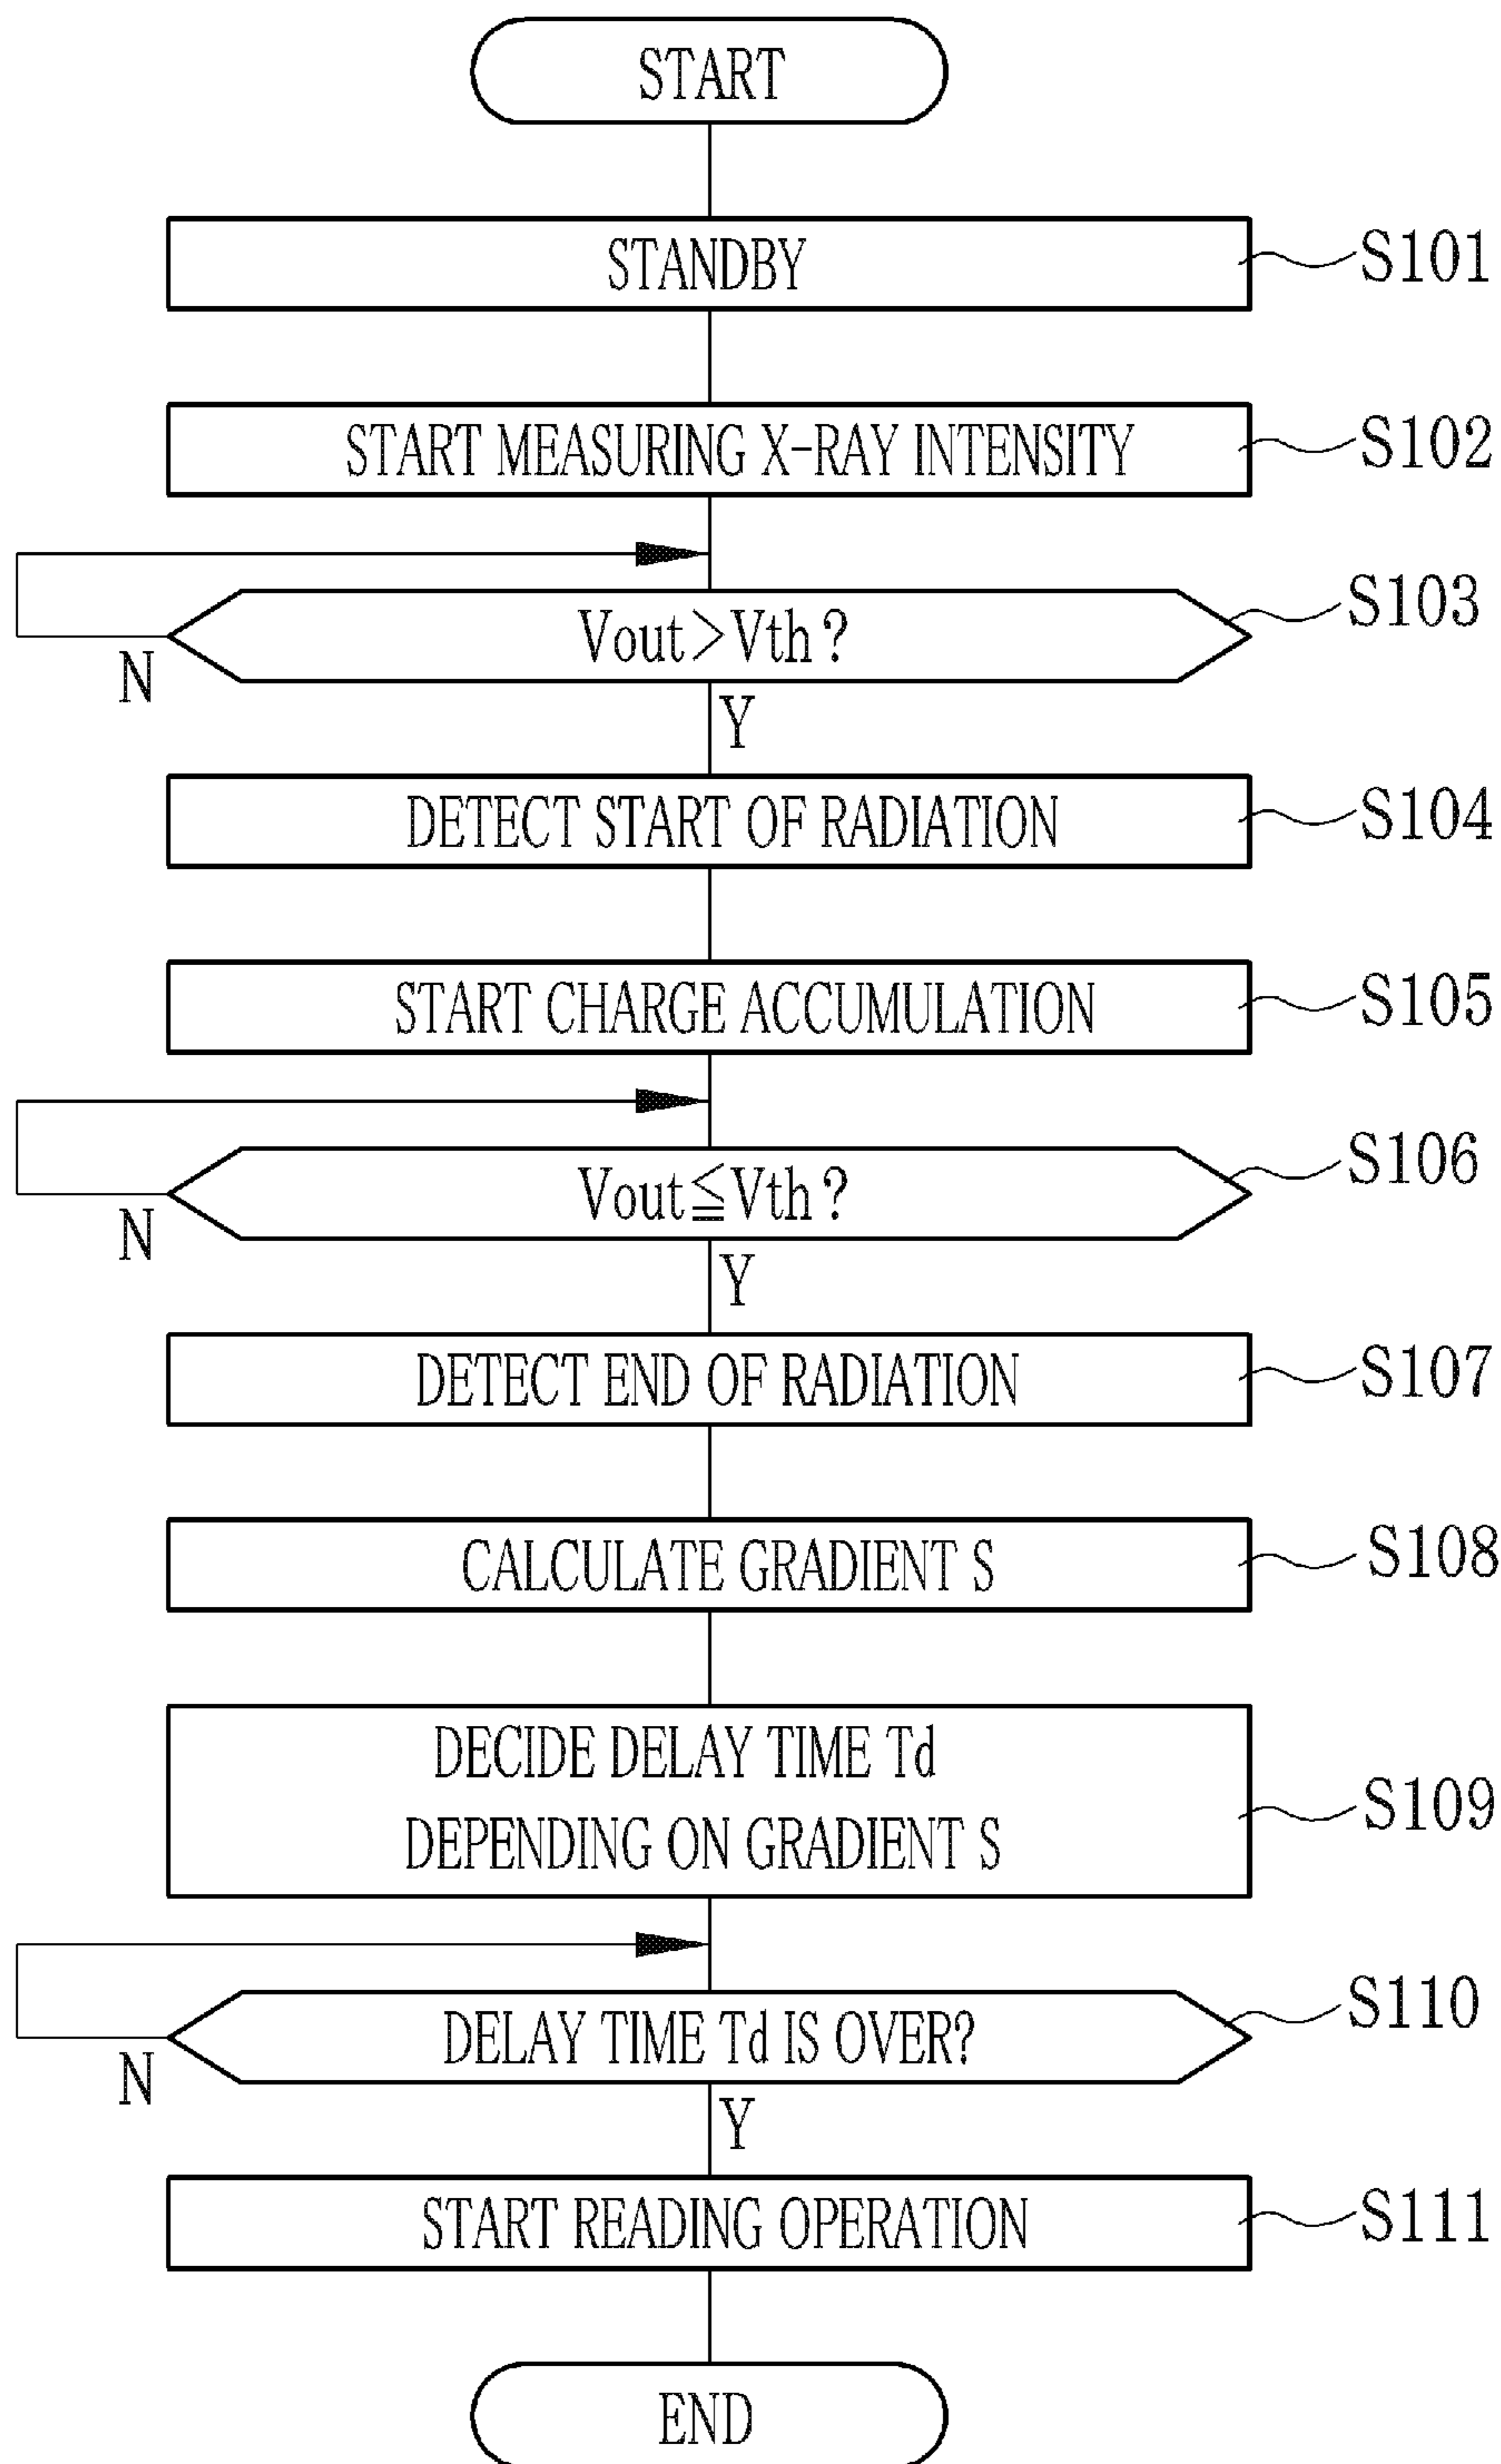 START
STANDBY
S101
START MEASURING X-RAY INTENSITY
S102
Vout>Vth?
S103
N
Y
DETECT START OF RADIATION
S104
START CHARGE ACCUMULATION
S105
Vout≦Vth?
S106
N
Y
DETECT END OF RADIATION
S107
CALCULATE GRADIENT S
S108
DECIDE DELAY TIME Td
DEPENDING ON GRADIENT S
S109
DELAY TIME Td IS OVER?
S110
N
Y
START READING OPERATION
S111
END